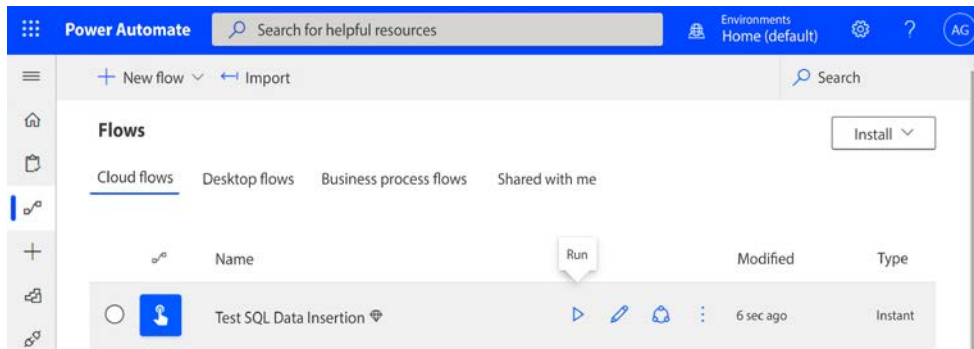 Power Automate Search for helpful resources Environments
Home (default) ? AG
New flow Import Search
Flows Install
Cloud flows Desktop flows Business process flows Shared with me
Run
Name Modified Type
Test SQL Data Insertion 6 sec ago Instant